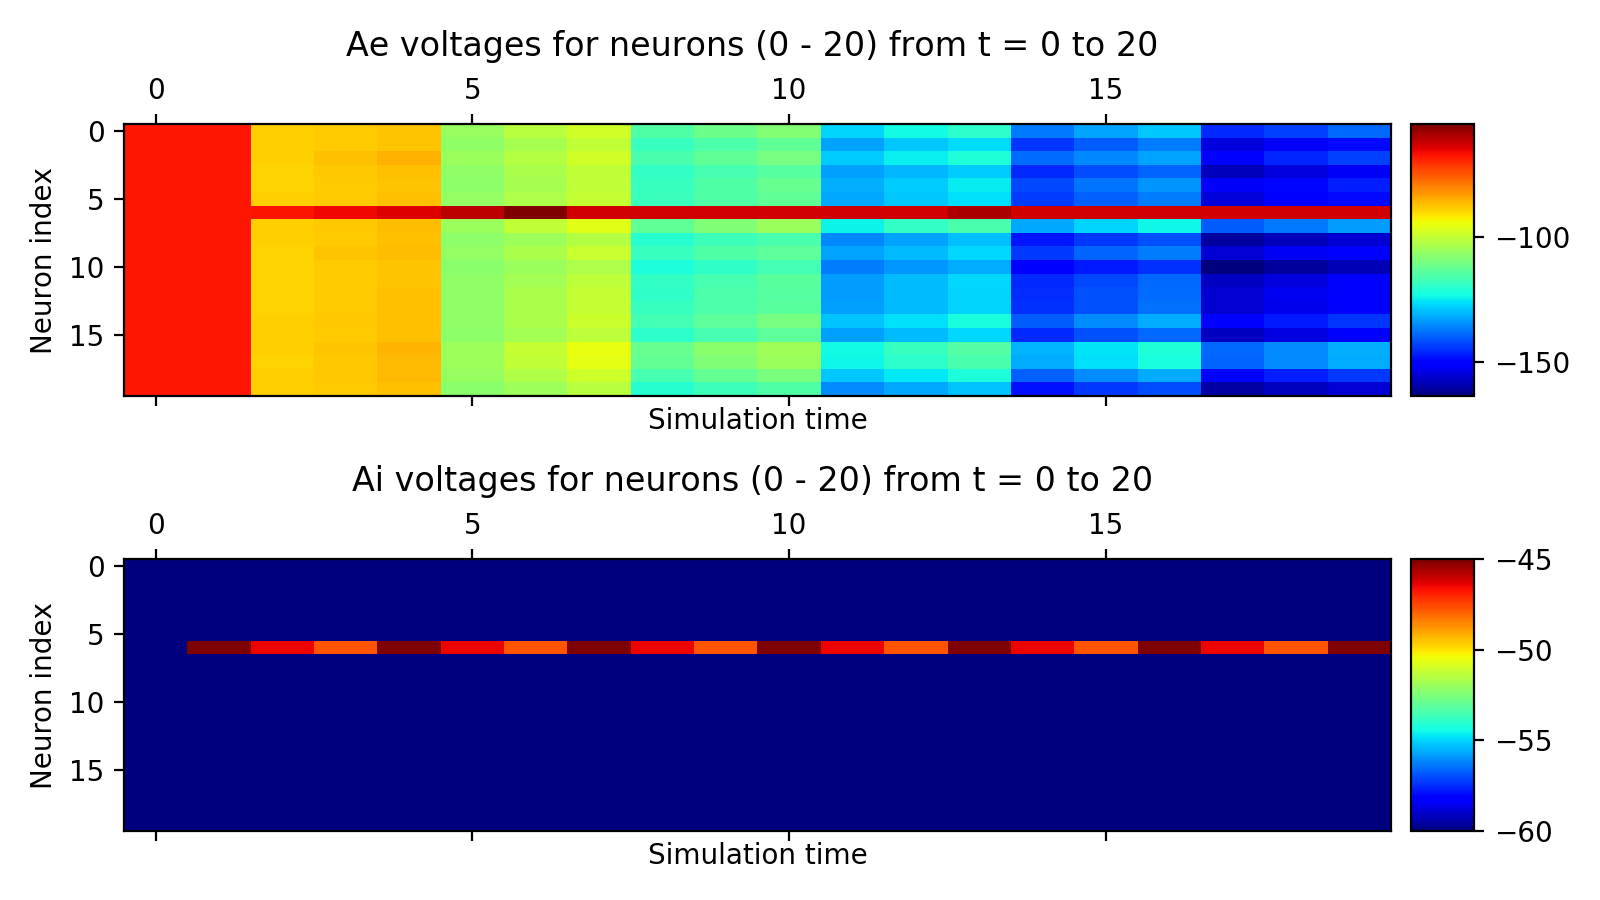 Ae voltages for neurons (0 - 20) from t = 0 to 20
0 5 10 15
0
5
10
15
Neuron index
Simulation time
−100
−150
Ai voltages for neurons (0 - 20) from t = 0 to 20
0 5 10 15
0
5
10
15
Neuron index
Simulation time
−45
−50
−55
−60